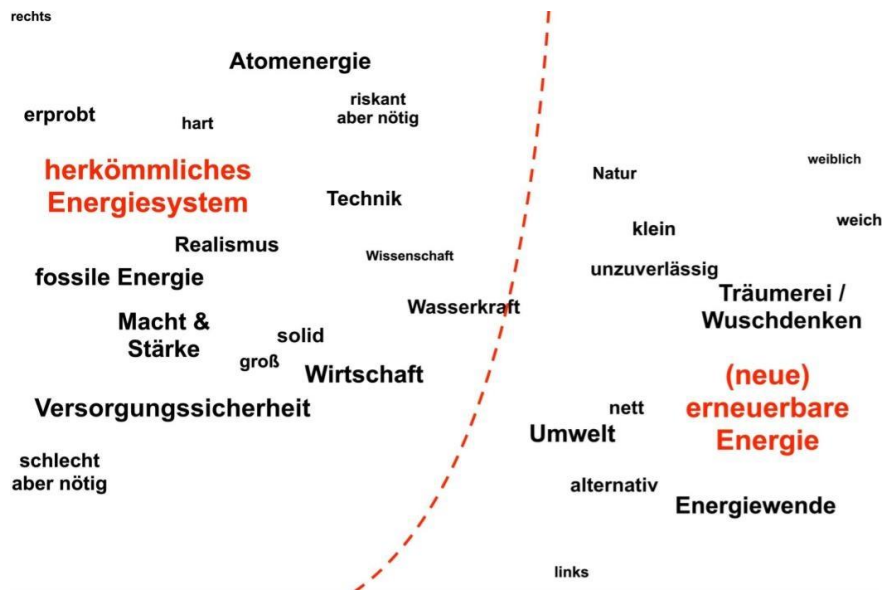 rechts
Atomenergie
erprobt
hart
riskant
aber nötig
herkömmliches
Energiesystem
Technik
Realismus
Wissenschaft
fossile Energie
Wasserkraft
Macht &
Stärke
solid
groß
Wirtschaft
Versorgungssicherheit
schlecht
aber nötig
weiblich
Natur
weich
klein
unzuverlässig
Träumerei /
Wuschdenken
(neue)
erneuerbare
Energie
nett
Umwelt
alternativ
Energiewende
links